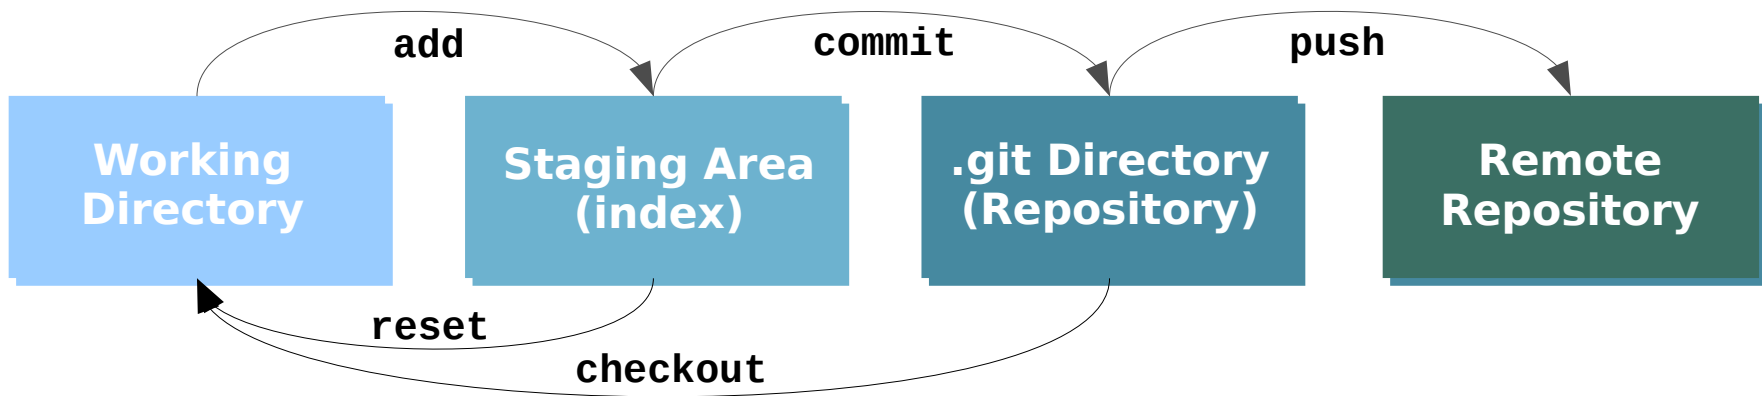 add
commit
push
Working
Directory
Staging Area
(index)
.git Directory
(Repository)
Remote
Repository
reset
checkout